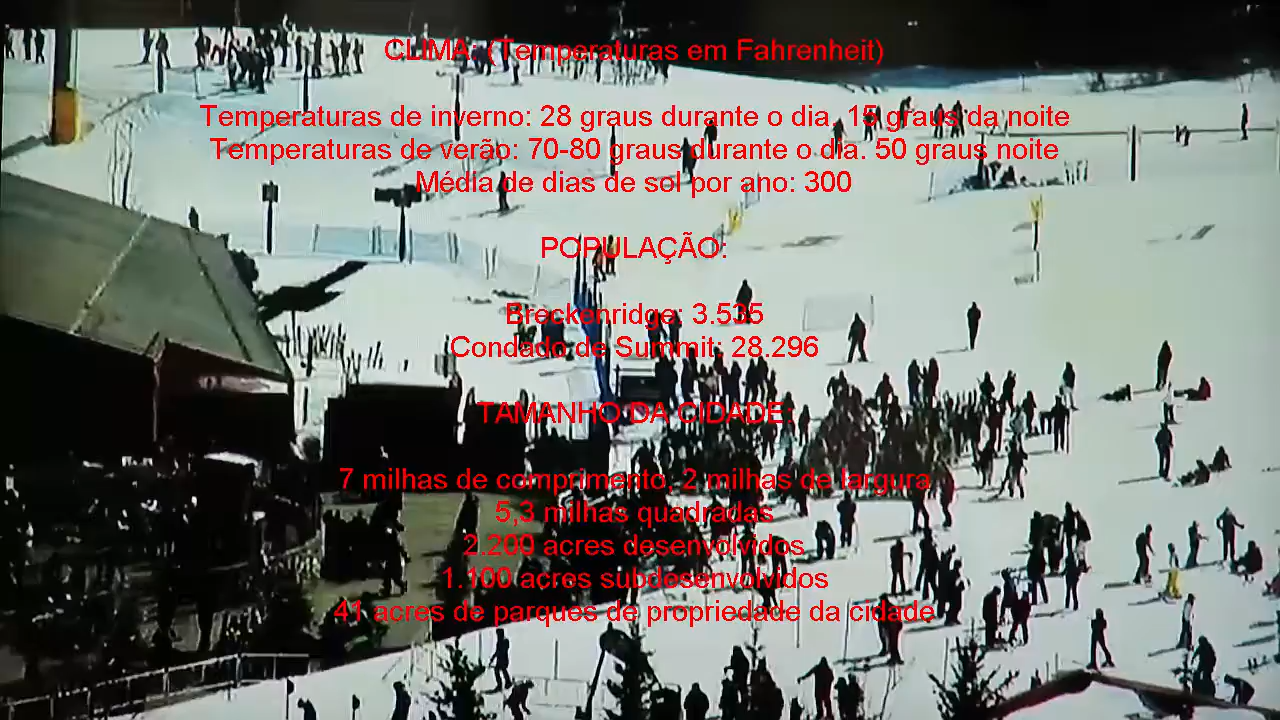 CLIMA: (Temperaturas em Fahrenheit)
Temperaturas de inverno: 28 graus durante o dia, 15 graus da noite
Temperaturas de verão: 70-80 graus durante o dia. 50 graus noite
Média de dias de sol por ano: 300
POPULAÇÃO:
Breckenridge: 3.535
Condado de Summit: 28.296
TAMANHO DA CIDADE:
7 milhas de comprimento, 2 milhas de largura
5,3 milhas quadradas
2.200 acres desenvolvidos
1.100 acres subdesenvolvidos
41 acres de parques de propriedade da cidade